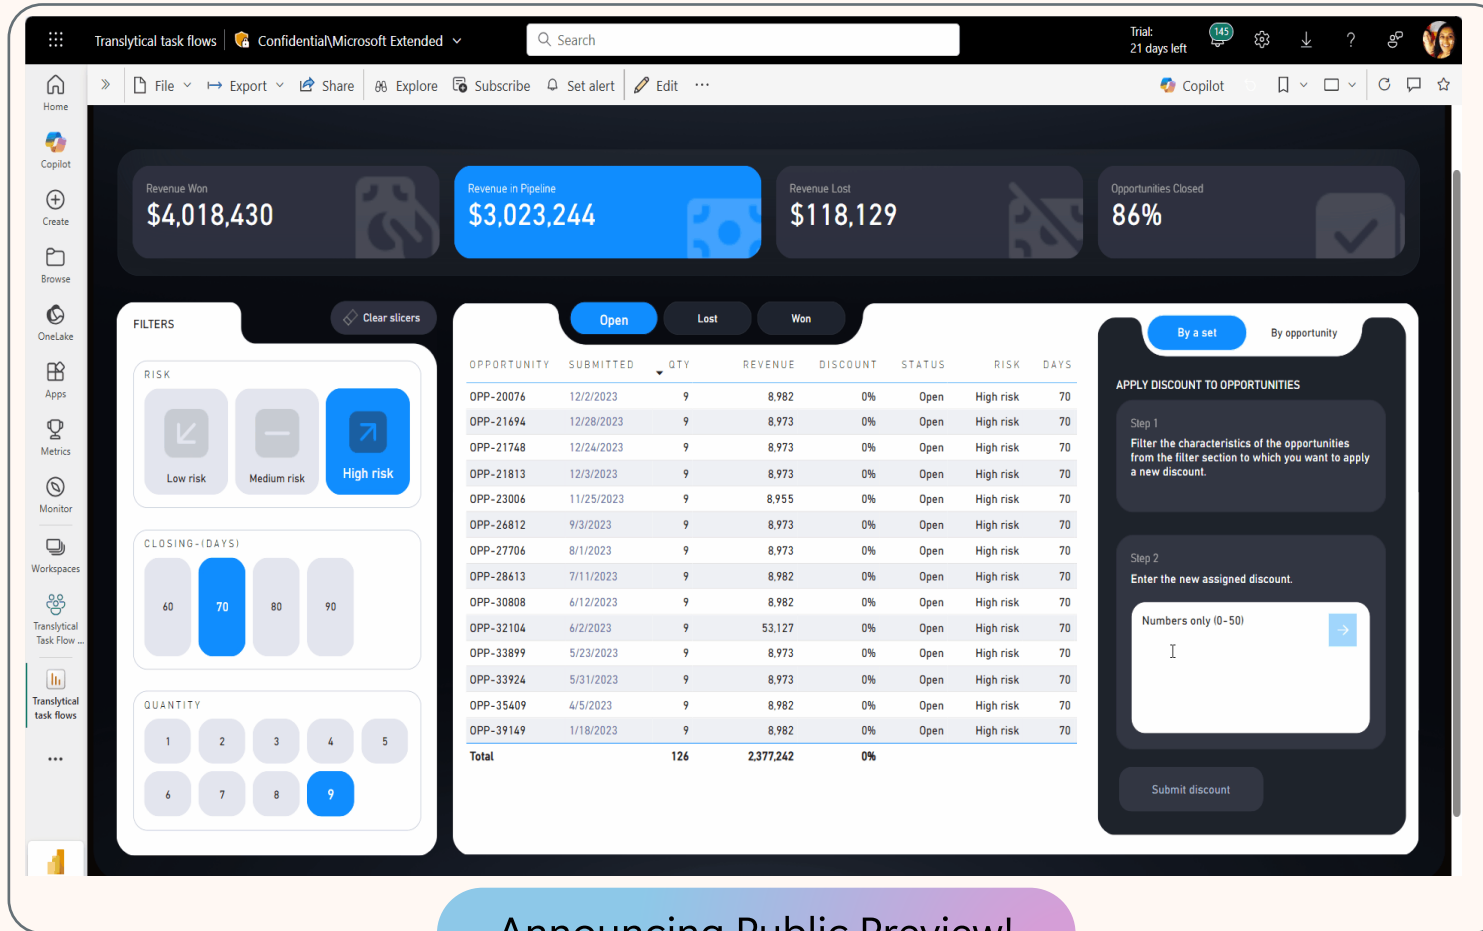 Translytical task flows
Confidential\Microsoft Extended
Search
Trial:
21 days left
145
File
Export
Share
Explore
Subscribe
Set alert
Edit
Copilot
Home
Copilot
Create
Browse
OneLake
Apps
Metrics
Monitor
Workspaces
Translytical
Task Flow ...
Translytical
task flows
Revenue Won
$4,018,430
Revenue in Pipeline
$3,023,244
Revenue Lost
$118,129
Opportunities Closed
86%
FILTERS
Clear slicers
RISK
Low risk
Medium risk
High risk
CLOSING-(DAYS)
60 70 80 90
QUANTITY
1 2 3 4 5
6 7 8 9
Open Lost Won
OPPORTUNITY SUBMITTED QTY REVENUE DISCOUNT STATUS RISK DAYS
OPP-20076 12/2/2023 9 8,982 0% Open High risk 70
OPP-21694 12/28/2023 9 8,973 0% Open High risk 70
OPP-21748 12/24/2023 9 8,973 0% Open High risk 70
OPP-21813 12/3/2023 9 8,973 0% Open High risk 70
OPP-23006 11/25/2023 9 8,955 0% Open High risk 70
OPP-26812 9/3/2023 9 8,973 0% Open High risk 70
OPP-27706 8/1/2023 9 8,973 0% Open High risk 70
OPP-28613 7/11/2023 9 8,982 0% Open High risk 70
OPP-30808 6/12/2023 9 8,982 0% Open High risk 70
OPP-32104 6/2/2023 9 53,127 0% Open High risk 70
OPP-33899 5/23/2023 9 8,973 0% Open High risk 70
OPP-33924 5/31/2023 9 8,973 0% Open High risk 70
OPP-35409 4/5/2023 9 8,982 0% Open High risk 70
OPP-39149 1/18/2023 9 8,982 0% Open High risk 70
Total 126 2,377,242 0%
By a set By opportunity
APPLY DISCOUNT TO OPPORTUNITIES
Step 1
Filter the characteristics of the opportunities
from the filter section to which you want to apply
a new discount.
Step 2
Enter the new assigned discount.
Numbers only (0-50)
Submit discount
Announcing Public Preview!